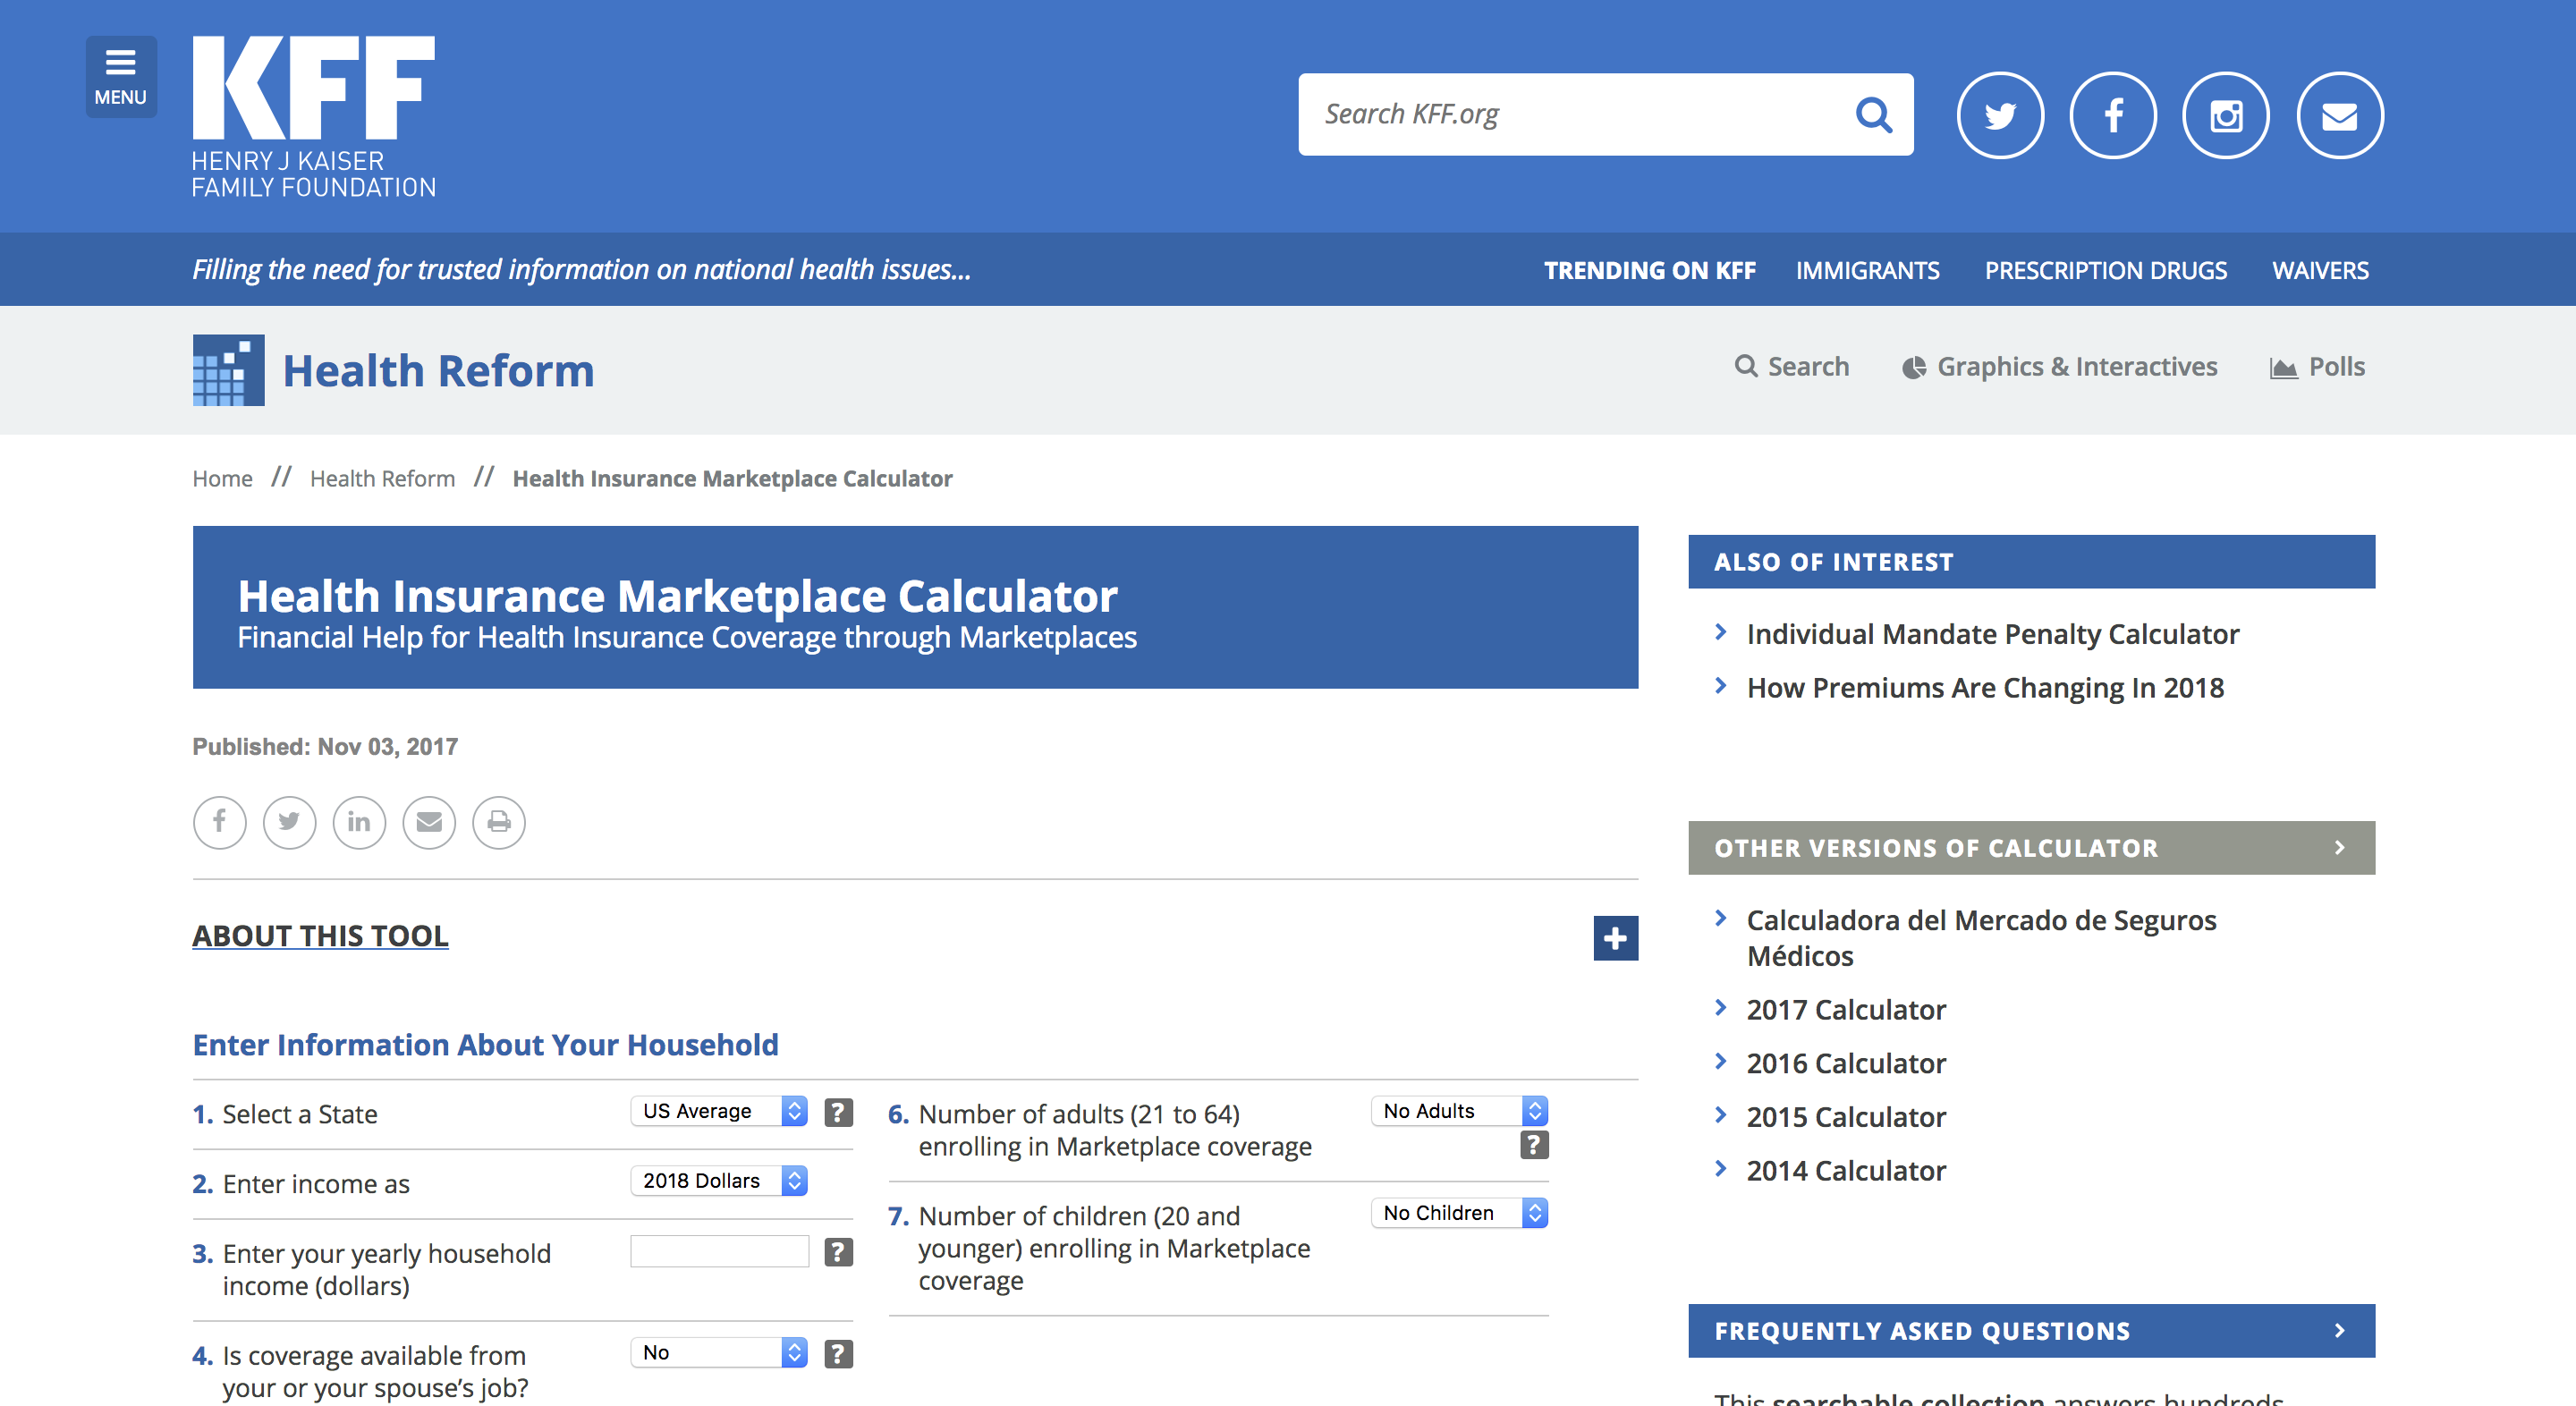 MENU
KFF
HENRY J KAISER
FAMILY FOUNDATION
Search KFF.org
Filling the need for trusted information on national health issues...
TRENDING ON KFF IMMIGRANTS PRESCRIPTION DRUGS WAIVERS
Health Reform
Search Graphics & Interactives Polls
Home // Health Reform // Health Insurance Marketplace Calculator
Health Insurance Marketplace Calculator
Financial Help for Health Insurance Coverage through Marketplaces
Published: Nov 03, 2017
ABOUT THIS TOOL
Enter Information About Your Household
1. Select a State US Average ?
2. Enter income as 2018 Dollars
3. Enter your yearly household ?
income (dollars)
4. Is coverage available from No ?
your or your spouse's job?
6. Number of adults (21 to 64) No Adults
enrolling in Marketplace coverage ?
7. Number of children (20 and No Children
younger) enrolling in Marketplace
coverage
ALSO OF INTEREST
Individual Mandate Penalty Calculator
How Premiums Are Changing In 2018
OTHER VERSIONS OF CALCULATOR
Calculadora del Mercado de Seguros
Médicos
2017 Calculator
2016 Calculator
2015 Calculator
2014 Calculator
FREQUENTLY ASKED QUESTIONS
This searchable collection answers hundreds